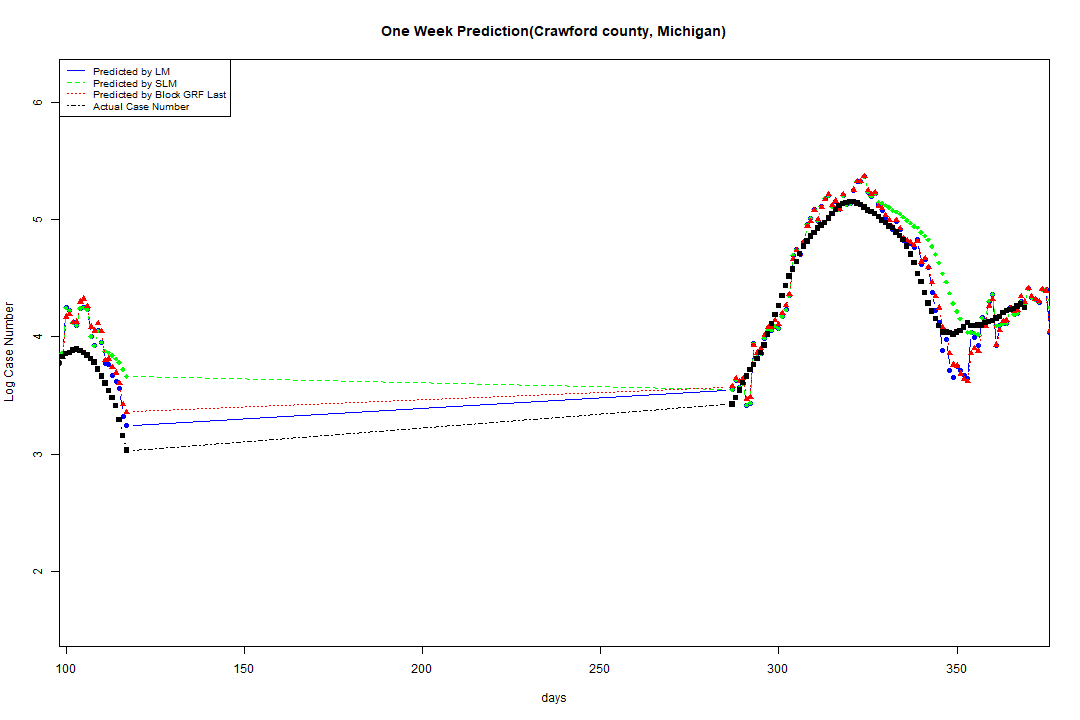 One Week Prediction(Crawford county, Michigan)
Predicted by LM
Predicted by SLM
Predicted by Block GRF Last
Actual Case Number
6
5
4
3
2
Log Case Number
100 150 200 250 300 350
days